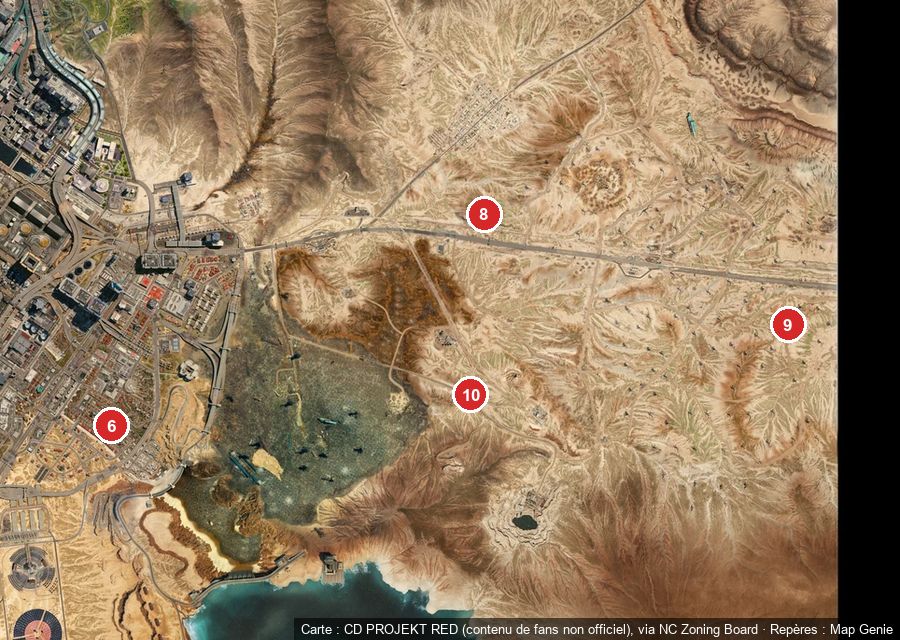 8
9
10
6
Carte : CD PROJEKT RED (contenu de fans non officiel), via NC Zoning Board · Repères : Map Genie